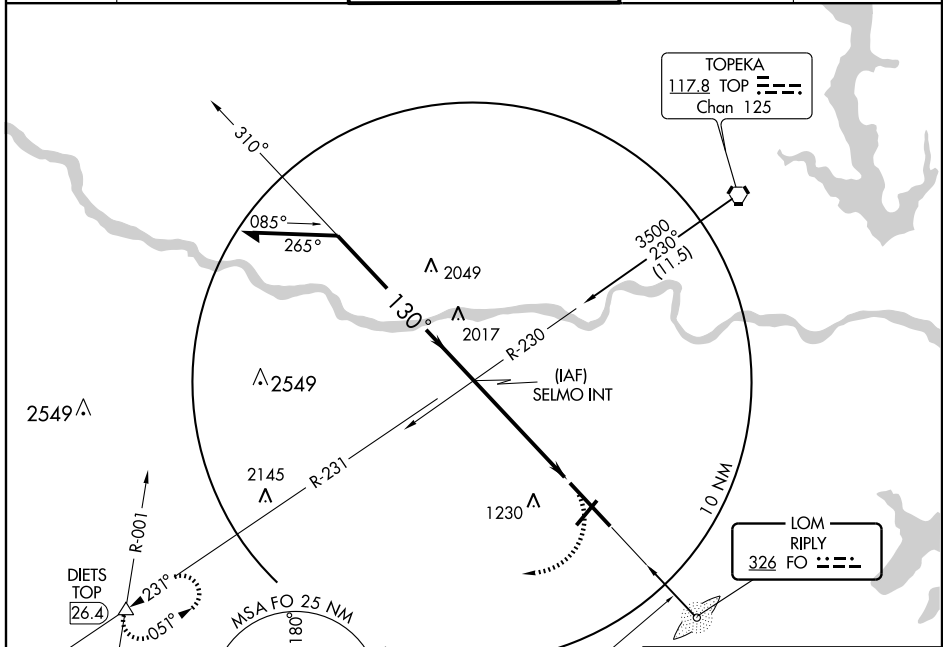 TOPEKA
117.8 TOP
Chan 125
310°
085°
265°
3500
230°
(11.5)
2049
130°
2017
R-230
(IAF)
SELMO INT
2549
2549
R-231
2145
1230
10 NM
R-001
LOM
RIPLY
326 FO
DIETS
TOP
26.4
231°
051°
MSA FO 25 NM
180°